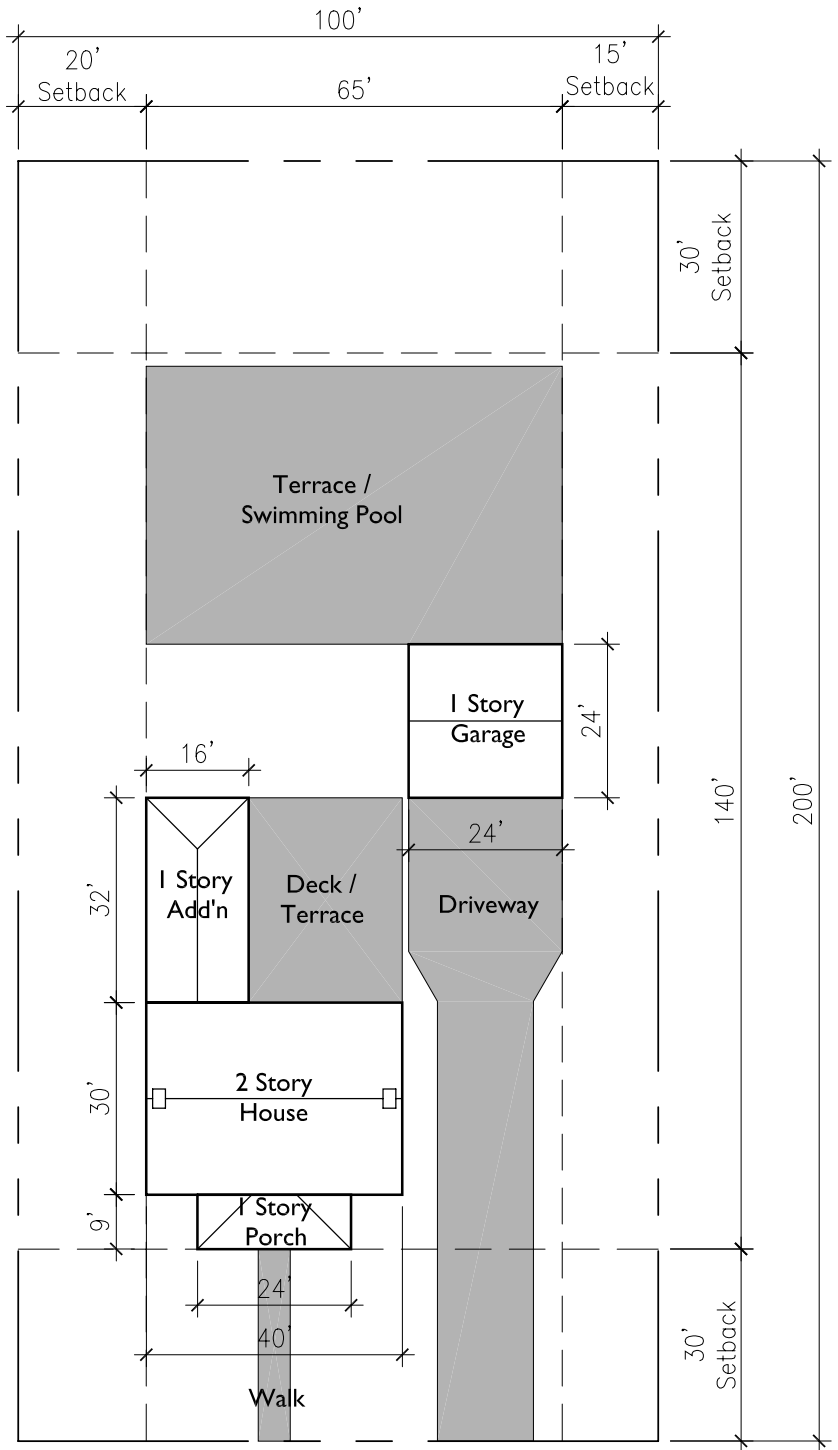 100’
20’
Setback
65’
15’
Setback
30’
Setback
Terrace /
Swimming Pool
1 Story
Garage
24’
16’
140’
200’
24’
32’
1 Story
Add'n
Deck /
Terrace
Driveway
30’
2 Story
House
9’
1 Story
Porch
24’
40’
30’
Setback
Walk